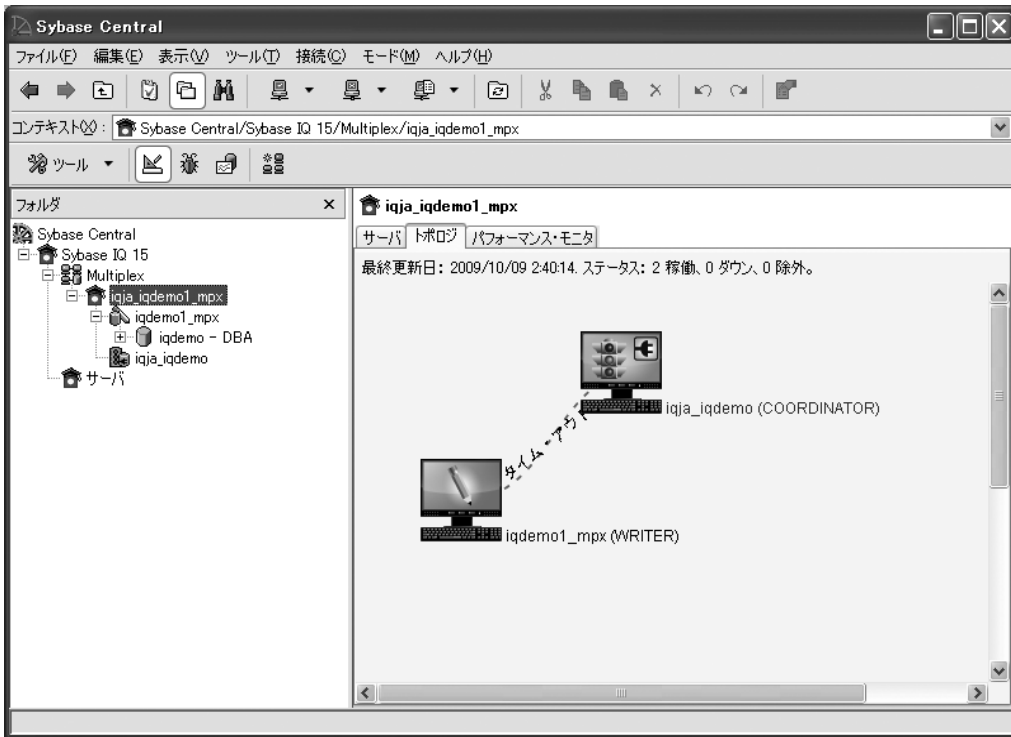 Sybase Central
ファイル(F) 編集(E) 表示(V) ツール(T) 接続(C) モード(M) ヘルプ(H)
コンテキスト(X) : Sybase Central/Sybase IQ 15/Multiplex/iqja_iqdemo1_mpx
ツール
フォルダ
Sybase Central
Sybase IQ 15
Multiplex
iqja_iqdemo1_mpx
iqdemo1_mpx
iqdemo - DBA
iqja_iqdemo
サーバ
iqja_iqdemo1_mpx
サーバ トポロジ パフォーマンス・モニタ
最終更新日: 2009/10/09 2:40:14. ステータス: 2 稼働、0 ダウン、0 除外。
iqja_iqdemo (COORDINATOR)
タイム・アウト
iqdemo1_mpx (WRITER)